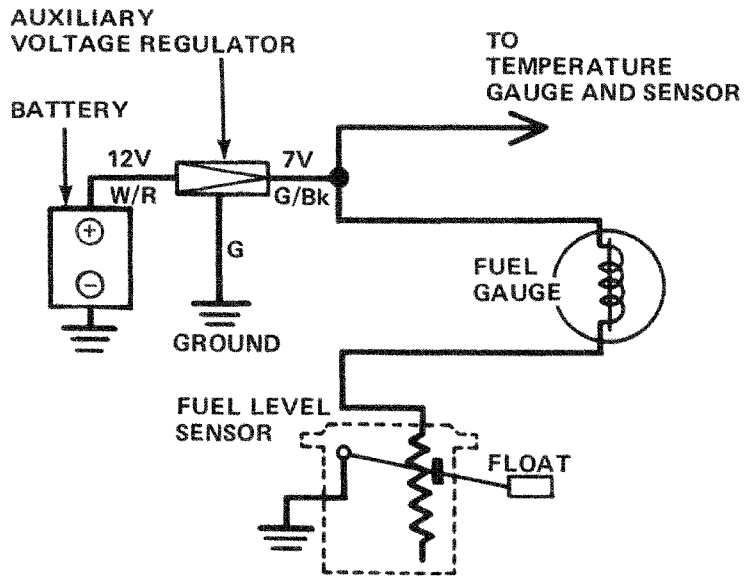 AUXILIARY
VOLTAGE REGULATOR
TO
TEMPERATURE
GAUGE AND SENSOR
BATTERY
12V
7V
W/R
G/Bk
+
−
G
FUEL
GAUGE
GROUND
FUEL LEVEL
SENSOR
FLOAT